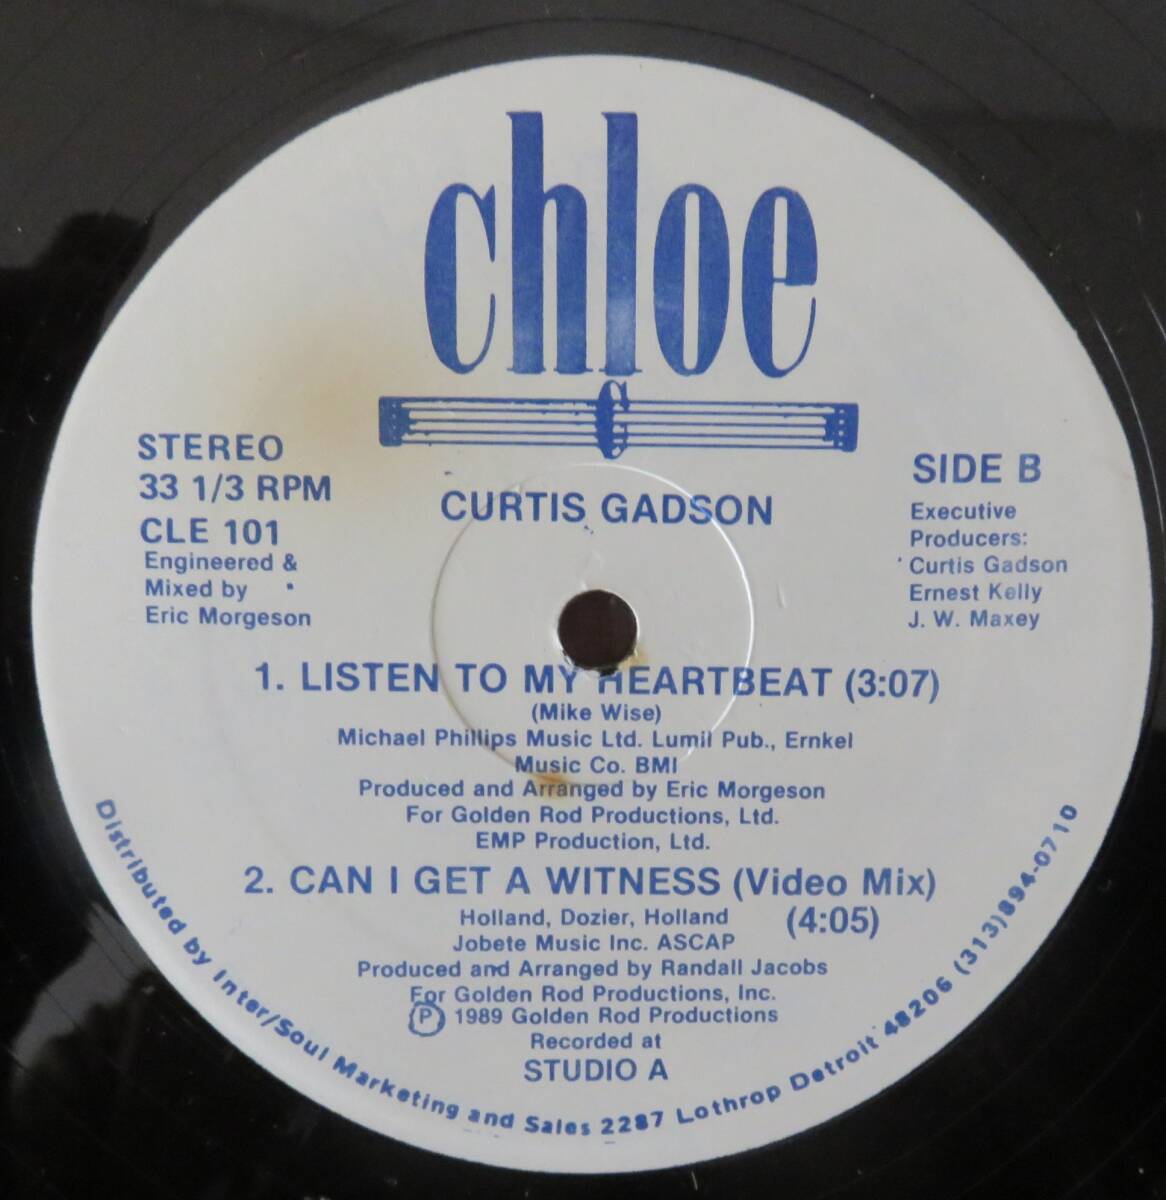 chloe
C
STEREO
33 1/3 RPM
CLE 101
Engineered &
Mixed by
Eric Morgeson
CURTIS GADSON
SIDE B
Executive
Producers:
Curtis Gadson
Ernest Kelly
J. W. Maxey
1. LISTEN TO MY HEARTBEAT (3:07)
(Mike Wise)
Michael Phillips Music Ltd. Lumil Pub., Ernkel
Music Co. BMI
Produced and Arranged by Eric Morgeson
For Golden Rod Productions, Ltd.
EMP Production, Ltd.
2. CAN I GET A WITNESS (Video Mix)
(4:05)
Holland, Dozier, Holland
Jobete Music Inc. ASCAP
Produced and Arranged by Randall Jacobs
For Golden Rod Productions, Inc.
Ⓟ 1989 Golden Rod Productions
Recorded at
STUDIO A
Distributed by Inter/Soul Marketing and Sales 2287 Lothrop Detroit 48206 (313)894-0710